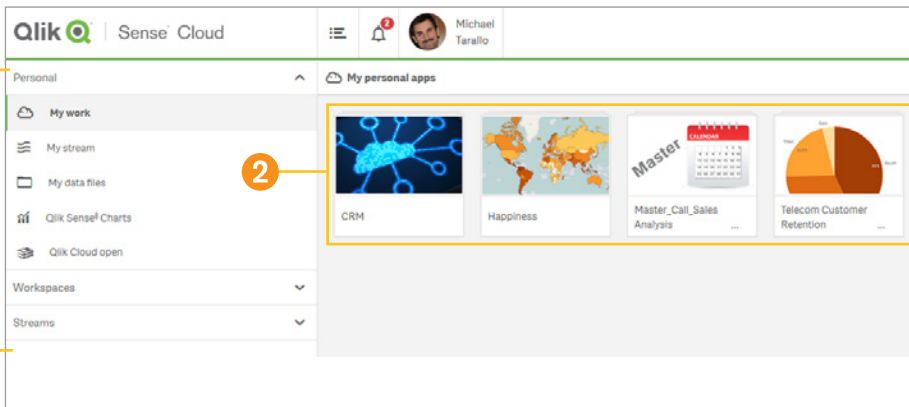 Qlik Q Sense® Cloud
2
Michael
Tarallo
Personal
My personal apps
My work
My stream
My data files
Qlik Sense® Charts
Qlik Cloud open
Workspaces
Streams
2
CALENDAR
Master
CRM
Happiness
Master_Call_Sales
Analysis
...
Telecom Customer
Retention
...